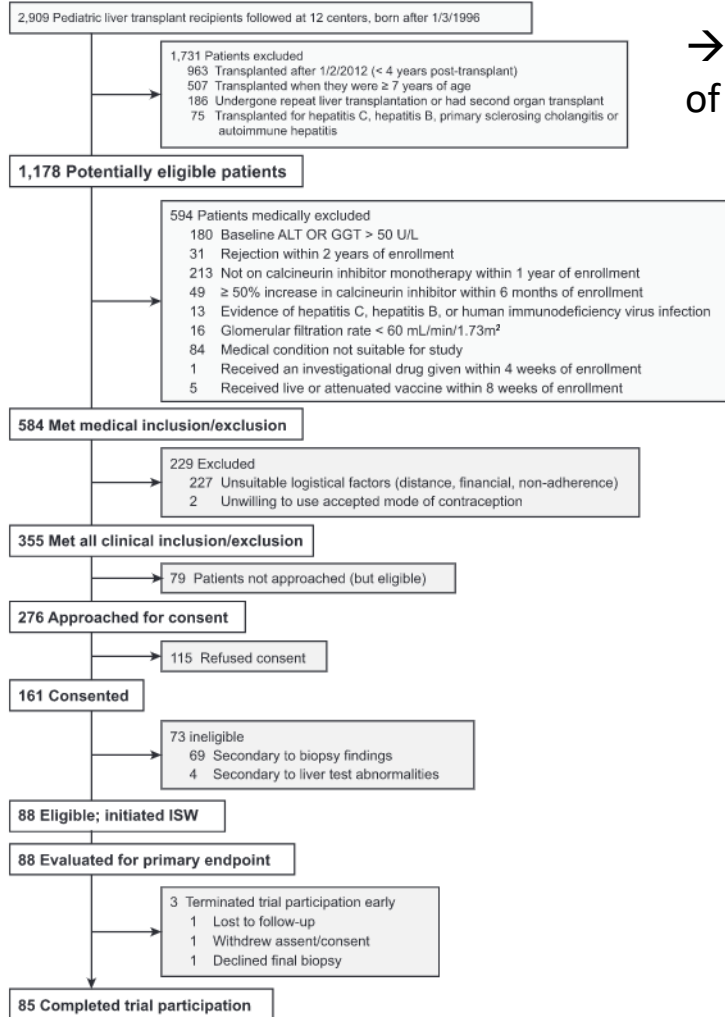 2,909 Pediatric liver transplant recipients followed at 12 centers, born after 1/3/1996
→
of
1,731 Patients excluded
963 Transplanted after 1/2/2012 (< 4 years post-transplant)
507 Transplanted when they were ≥ 7 years of age
186 Undergone repeat liver transplantation or had second organ transplant
75 Transplanted for hepatitis C, hepatitis B, primary sclerosing cholangitis or
autoimmune hepatitis
1,178 Potentially eligible patients
594 Patients medically excluded
180 Baseline ALT OR GGT > 50 U/L
31 Rejection within 2 years of enrollment
213 Not on calcineurin inhibitor monotherapy within 1 year of enrollment
49 ≥ 50% increase in calcineurin inhibitor within 6 months of enrollment
13 Evidence of hepatitis C, hepatitis B, or human immunodeficiency virus infection
16 Glomerular filtration rate < 60 mL/min/1.73m²
84 Medical condition not suitable for study
1 Received an investigational drug given within 4 weeks of enrollment
5 Received live or attenuated vaccine within 8 weeks of enrollment
584 Met medical inclusion/exclusion
229 Excluded
227 Unsuitable logistical factors (distance, financial, non-adherence)
2 Unwilling to use accepted mode of contraception
355 Met all clinical inclusion/exclusion
79 Patients not approached (but eligible)
276 Approached for consent
115 Refused consent
161 Consented
73 ineligible
69 Secondary to biopsy findings
4 Secondary to liver test abnormalities
88 Eligible; initiated ISW
88 Evaluated for primary endpoint
3 Terminated trial participation early
1 Lost to follow-up
1 Withdrew assent/consent
1 Declined final biopsy
85 Completed trial participation